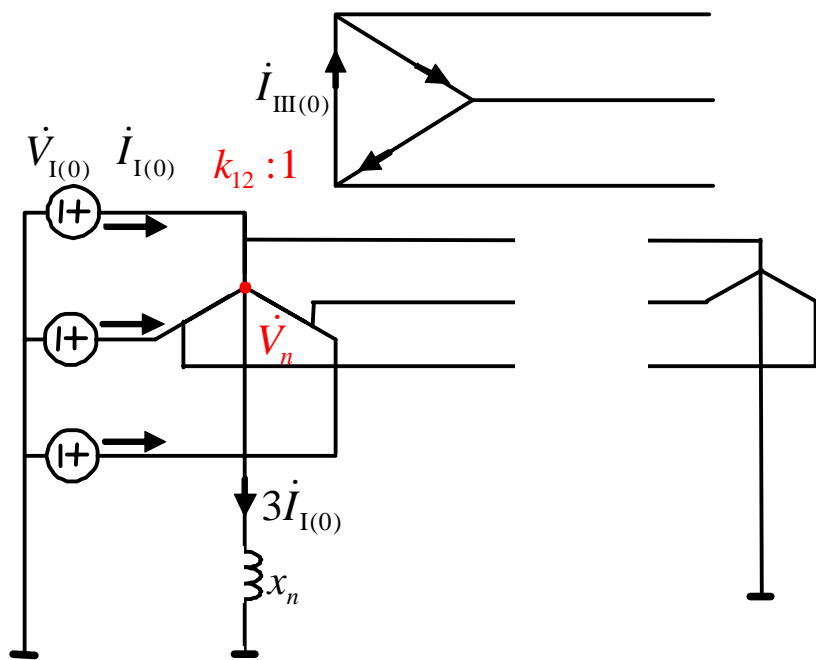 İ_III(0)
V̇_I(0)
İ_I(0)
k_12 : 1
V̇_n
3İ_I(0)
x_n